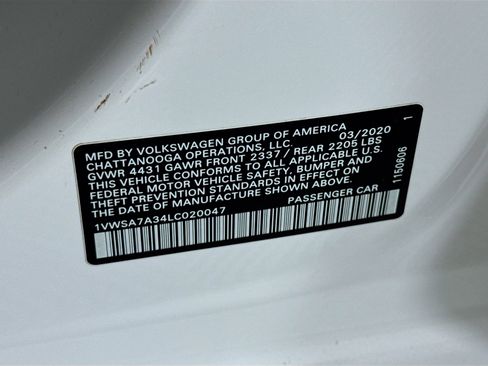 MFD BY VOLKSWAGEN GROUP OF AMERICA
CHATTANOOGA OPERATIONS, LLC. 03/2020
GVWR 4431 GAWR FRONT 2337 / REAR 2205 LBS
THIS VEHICLE CONFORMS TO ALL APPLICABLE U.S.
FEDERAL MOTOR VEHICLE SAFETY, BUMPER AND
THEFT PREVENTION STANDARDS IN EFFECT ON
THE DATE OF MANUFACTURE SHOWN ABOVE.
1VWSA7A34LC020047 PASSENGER CAR
1150606 1